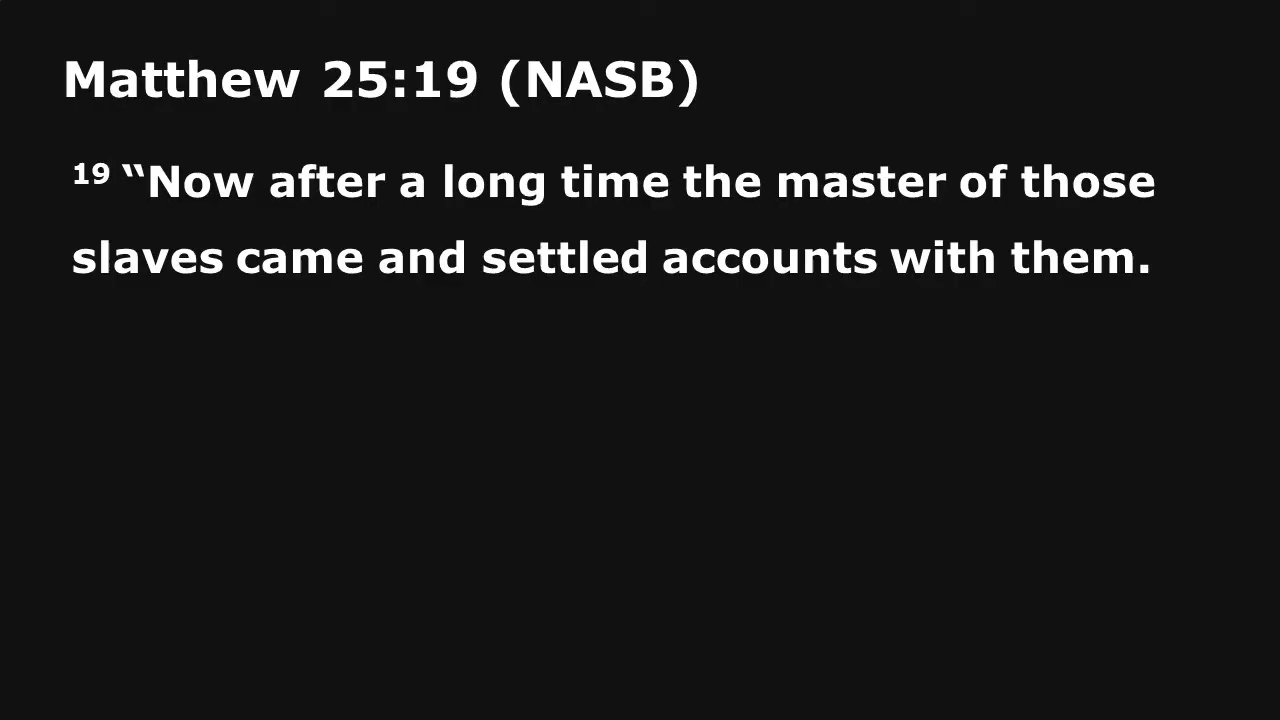 Matthew 25:19 (NASB)
19 “Now after a long time the master of those
slaves came and settled accounts with them.